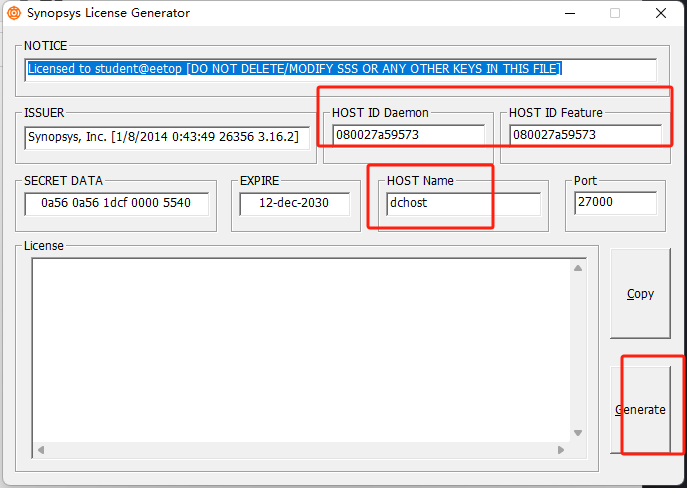 Synopsys License Generator
NOTICE
Licensed to student@eetop [DO NOT DELETE/MODIFY SSS OR ANY OTHER KEYS IN THIS FILE]
ISSUER
Synopsys, Inc. [1/8/2014 0:43:49 26356 3.16.2]
HOST ID Daemon
080027a59573
HOST ID Feature
080027a59573
SECRET DATA
0a56 0a56 1dcf 0000 5540
EXPIRE
12-dec-2030
HOST Name
dchost
Port
27000
License
Copy
Generate